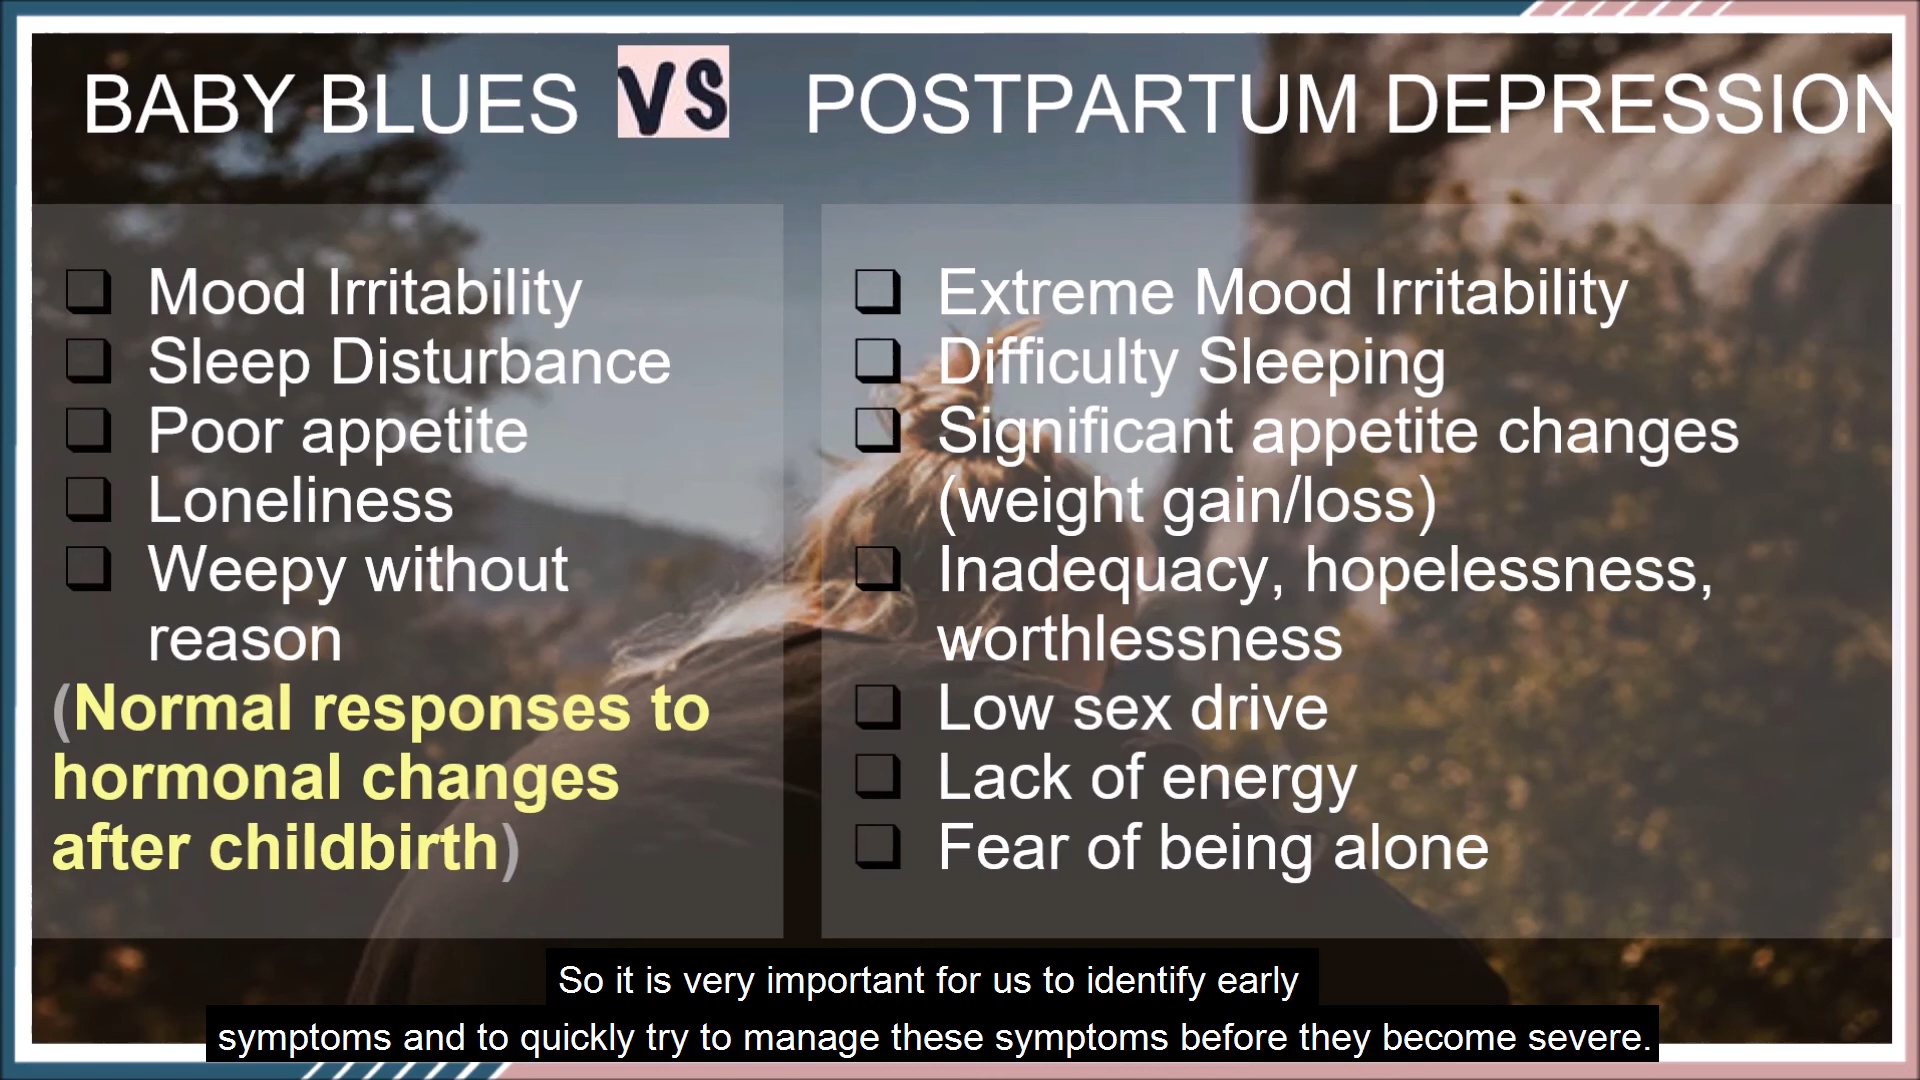 BABY BLUES VS POSTPARTUM DEPRESSION
Mood Irritability
Sleep Disturbance
Poor appetite
Loneliness
Weepy without
reason
(Normal responses to
hormonal changes
after childbirth)
Extreme Mood Irritability
Difficulty Sleeping
Significant appetite changes
(weight gain/loss)
Inadequacy, hopelessness,
worthlessness
Low sex drive
Lack of energy
Fear of being alone
So it is very important for us to identify early
symptoms and to quickly try to manage these symptoms before they become severe.